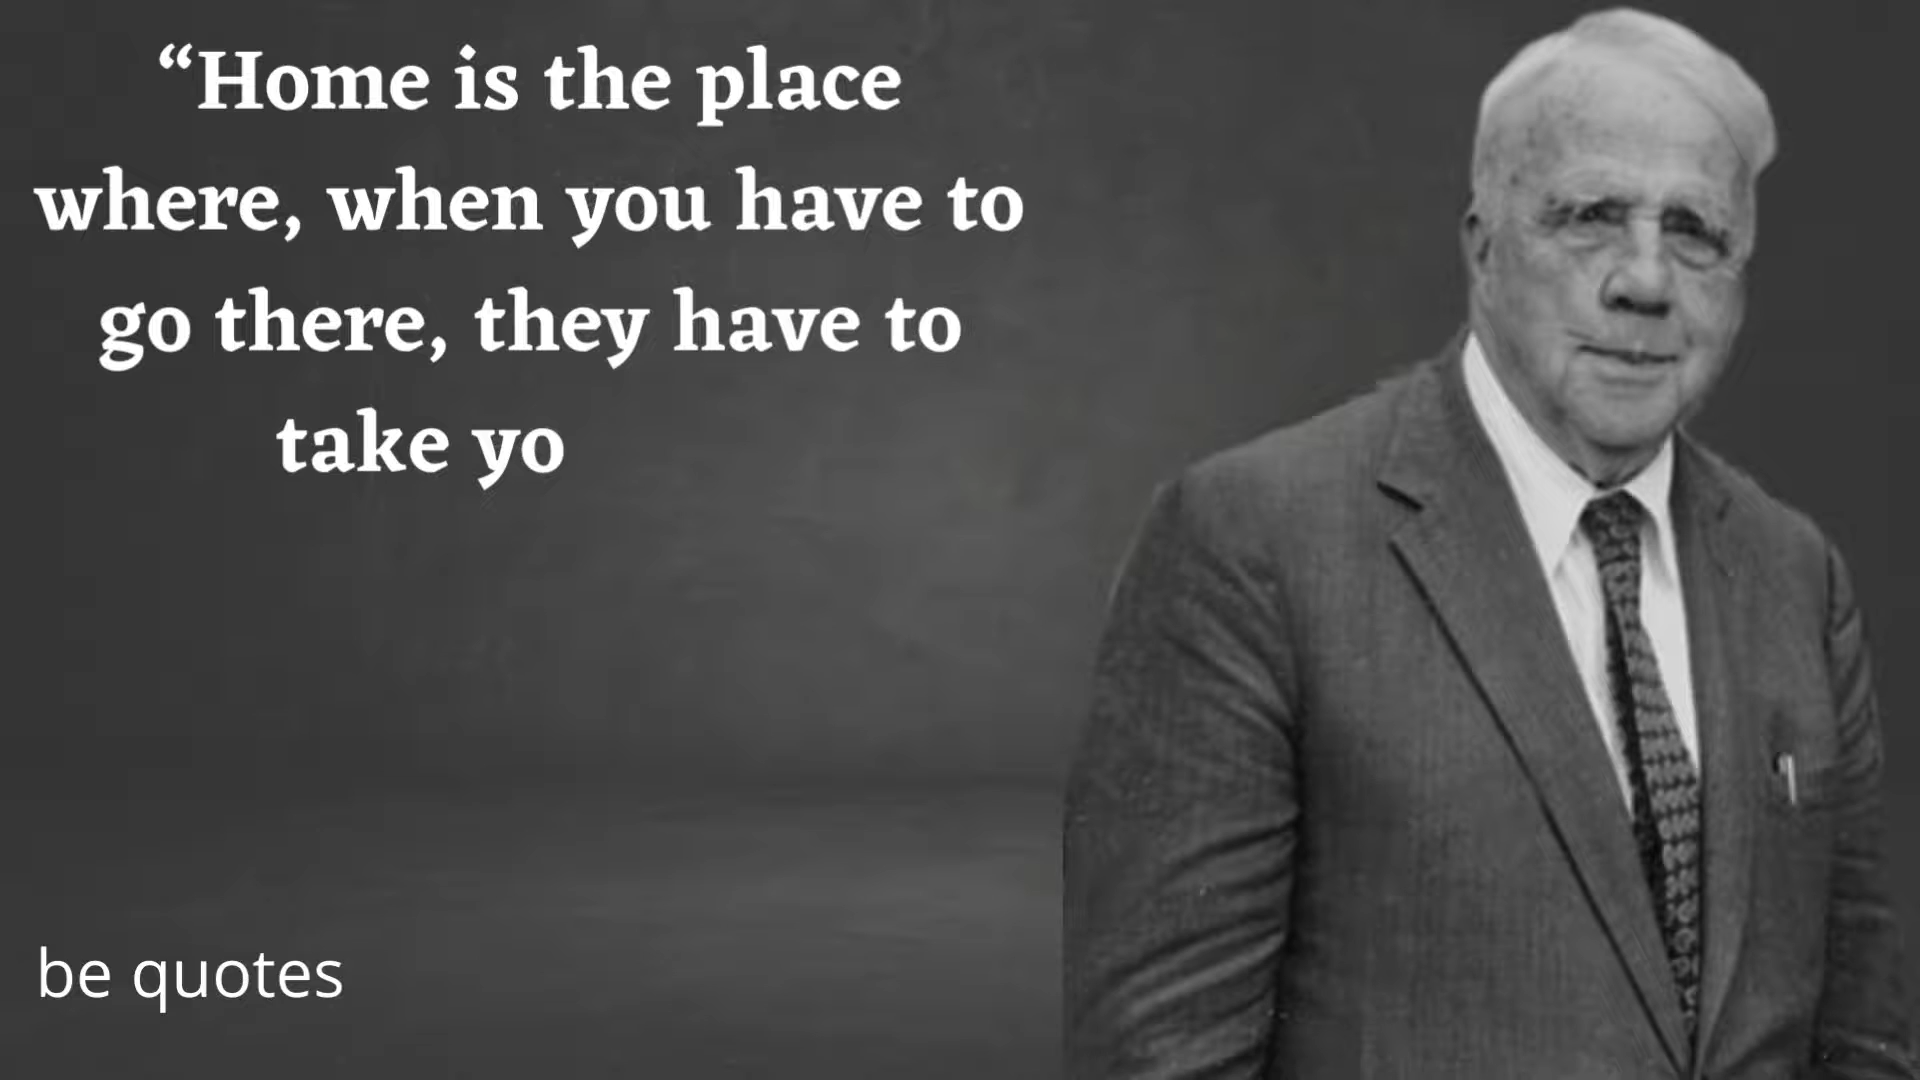 “Home is the place
where, when you have to
go there, they have to
take yo
be quotes